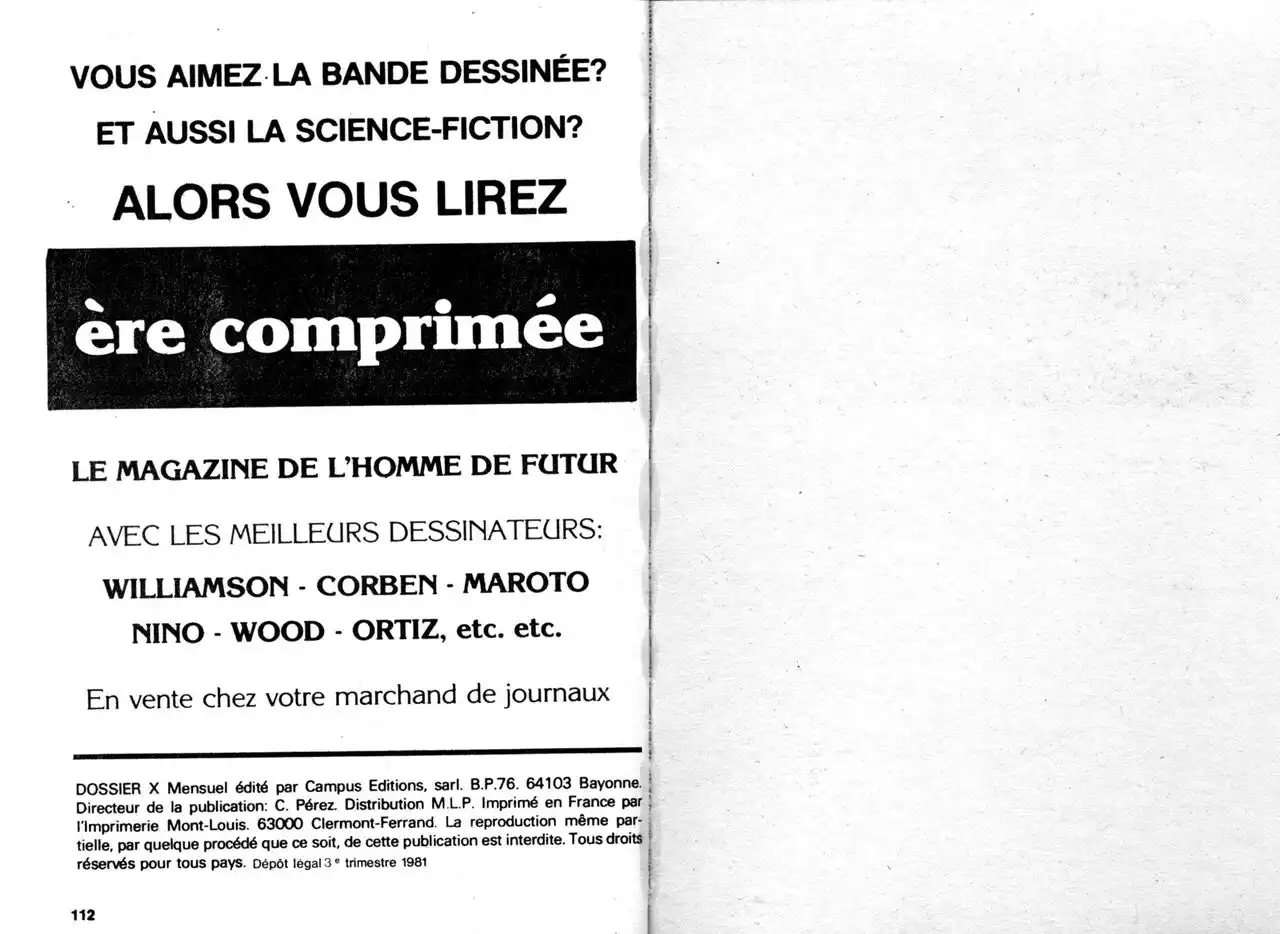 VOUS AIMEZ LA BANDE DESSINÉE?
ET AUSSI LA SCIENCE-FICTION?
ALORS VOUS LIREZ
ère comprimée
LE MAGAZINE DE L'HOMME DE FUTUR
AVEC LES MEILLEURS DESSINATEURS:
WILLIAMSON - CORBEN - MAROTO
NINO - WOOD - ORTIZ, etc. etc.
En vente chez votre marchand de journaux
DOSSIER X Mensuel édité par Campus Editions, sarl. B.P.76. 64103 Bayonne.
Directeur de la publication: C. Pérez. Distribution M.L.P. Imprimé en France par
l'Imprimerie Mont-Louis. 63000 Clermont-Ferrand. La reproduction même par-
tielle, par quelque procédé que ce soit, de cette publication est interdite. Tous droits
réservés pour tous pays. Dépôt légal 3e trimestre 1981
112